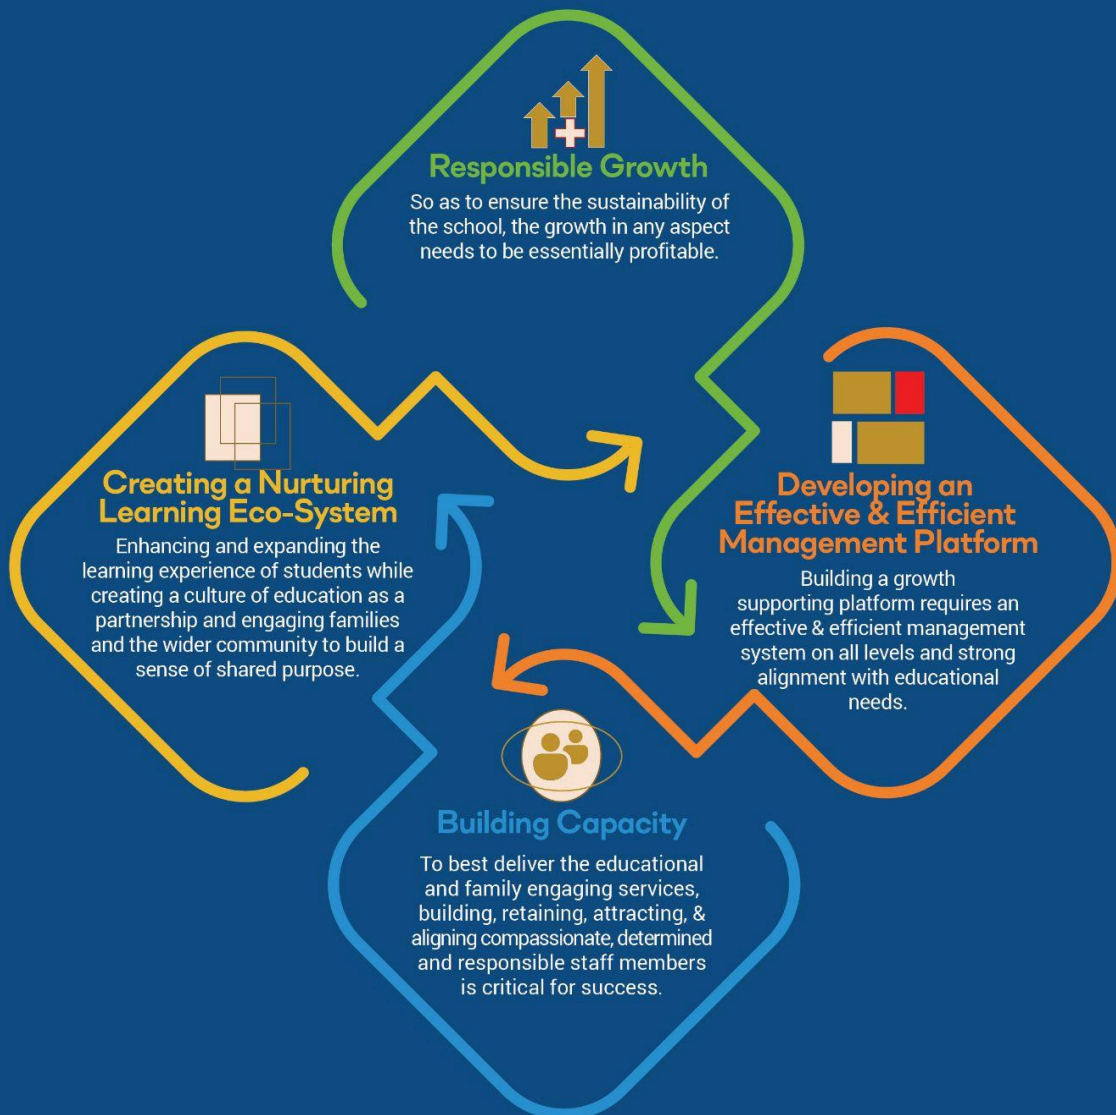 Responsible Growth
So as to ensure the sustainability of
the school, the growth in any aspect
needs to be essentially profitable.
Creating a Nurturing
Learning Eco-System
Enhancing and expanding the
learning experience of students while
creating a culture of education as a
partnership and engaging families
and the wider community to build a
sense of shared purpose.
Developing an
Effective & Efficient
Management Platform
Building a growth
supporting platform requires an
effective & efficient management
system on all levels and strong
alignment with educational
needs.
Building Capacity
To best deliver the educational
and family engaging services,
building, retaining, attracting, &
aligning compassionate, determined
and responsible staff members
is critical for success.